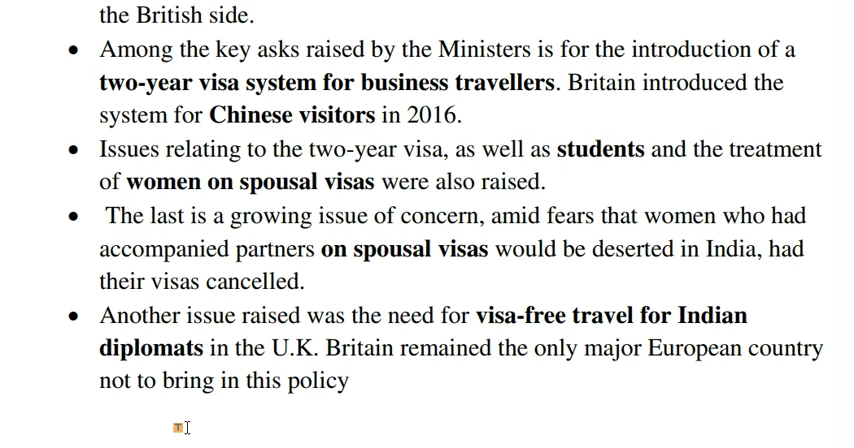 the British side.
• Among the key asks raised by the Ministers is for the introduction of a
two-year visa system for business travellers. Britain introduced the
system for Chinese visitors in 2016.
• Issues relating to the two-year visa, as well as students and the treatment
of women on spousal visas were also raised.
• The last is a growing issue of concern, amid fears that women who had
accompanied partners on spousal visas would be deserted in India, had
their visas cancelled.
• Another issue raised was the need for visa-free travel for Indian
diplomats in the U.K. Britain remained the only major European country
not to bring in this policy
T